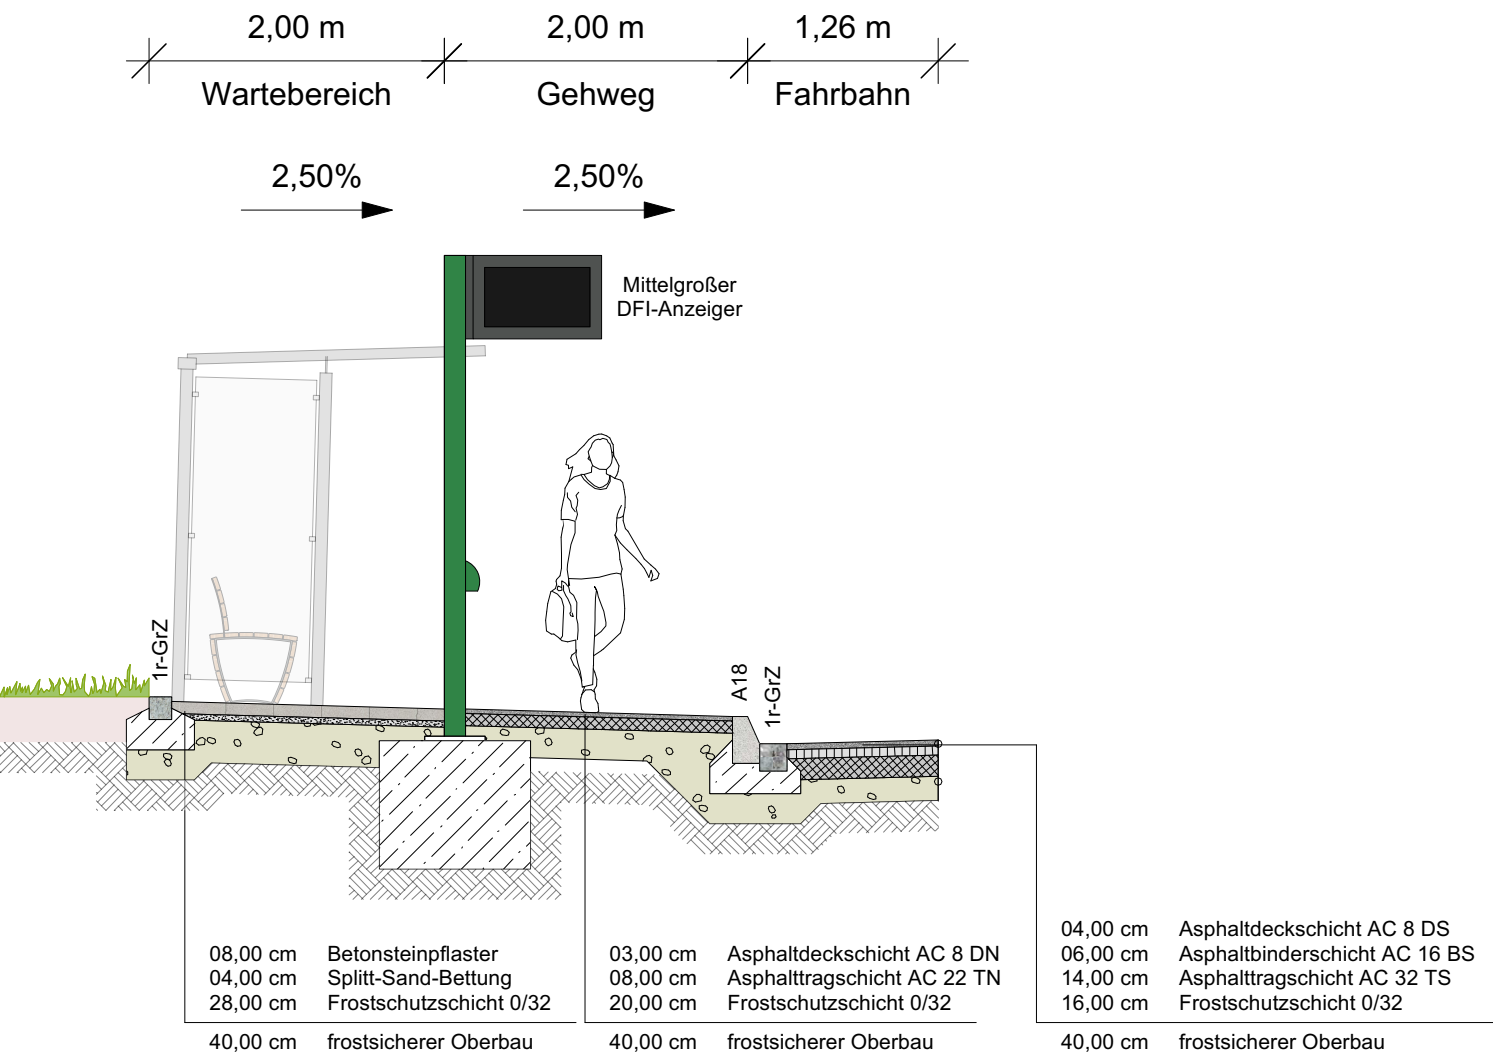 2,00 m
2,00 m
1,26 m
Wartebereich
Gehweg
Fahrbahn
2,50%
2,50%
Mittelgroßer
DFI-Anzeiger
1r-GrZ
A18
1r-GrZ
08,00 cm Betonsteinpflaster
04,00 cm Splitt-Sand-Bettung
28,00 cm Frostschutzschicht 0/32
40,00 cm frostsicherer Oberbau
03,00 cm Asphaltdeckschicht AC 8 DN
08,00 cm Asphalttragschicht AC 22 TN
20,00 cm Frostschutzschicht 0/32
40,00 cm frostsicherer Oberbau
04,00 cm Asphaltdeckschicht AC 8 DS
06,00 cm Asphaltbinderschicht AC 16 BS
14,00 cm Asphalttragschicht AC 32 TS
16,00 cm Frostschutzschicht 0/32
40,00 cm frostsicherer Oberbau